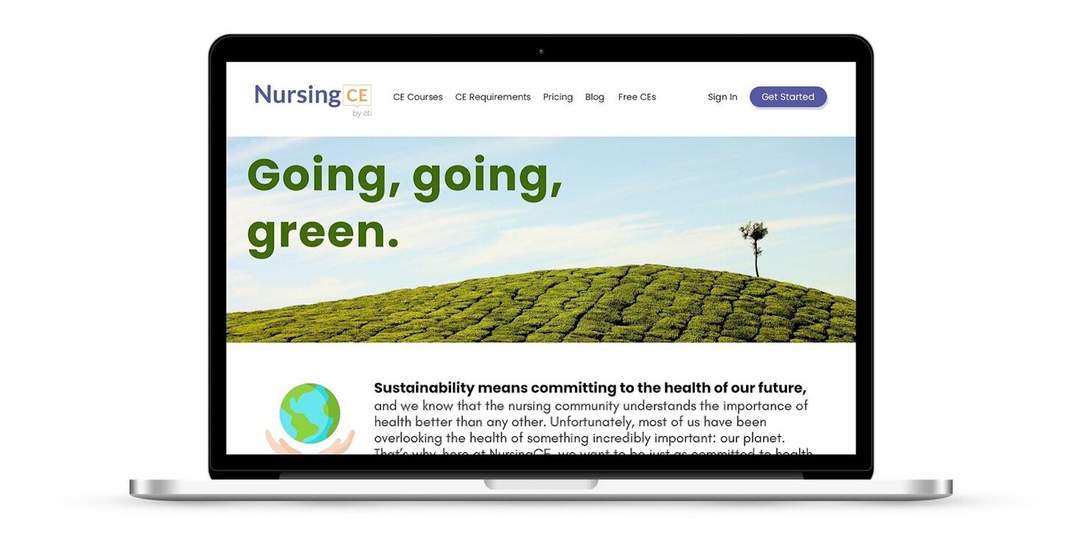 Nursing CE
by ati
CE Courses CE Requirements Pricing Blog Free CEs Sign In Get Started
Going, going,
green.
Sustainability means committing to the health of our future,
and we know that the nursing community understands the importance of
health better than any other. Unfortunately, most of us have been
overlooking the health of something incredibly important: our planet.
That's why, here at NursingCE, we want to be just as committed to health